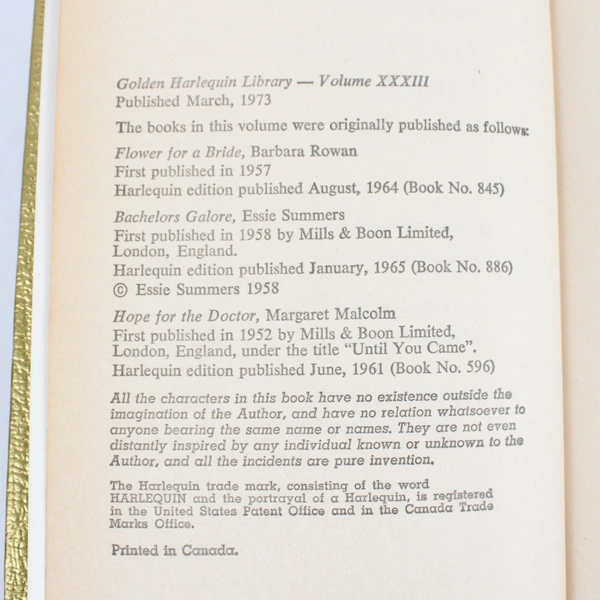 Golden Harlequin Library — Volume XXXIII
Published March, 1973
The books in this volume were originally published as follows:
Flower for a Bride, Barbara Rowan
First published in 1957
Harlequin edition published August, 1964 (Book No. 845)
Bachelors Galore, Essie Summers
First published in 1958 by Mills & Boon Limited,
London, England.
Harlequin edition published January, 1965 (Book No. 886)
© Essie Summers 1958
Hope for the Doctor, Margaret Malcolm
First published in 1952 by Mills & Boon Limited,
London, England, under the title “Until You Came”.
Harlequin edition published June, 1961 (Book No. 596)
All the characters in this book have no existence outside the
imagination of the Author, and have no relation whatsoever to
anyone bearing the same name or names. They are not even
distantly inspired by any individual known or unknown to the
Author, and all the incidents are pure invention.
The Harlequin trade mark, consisting of the word
HARLEQUIN and the portrayal of a Harlequin, is registered
in the United States Patent Office and in the Canada Trade
Marks Office.
Printed in Canada.